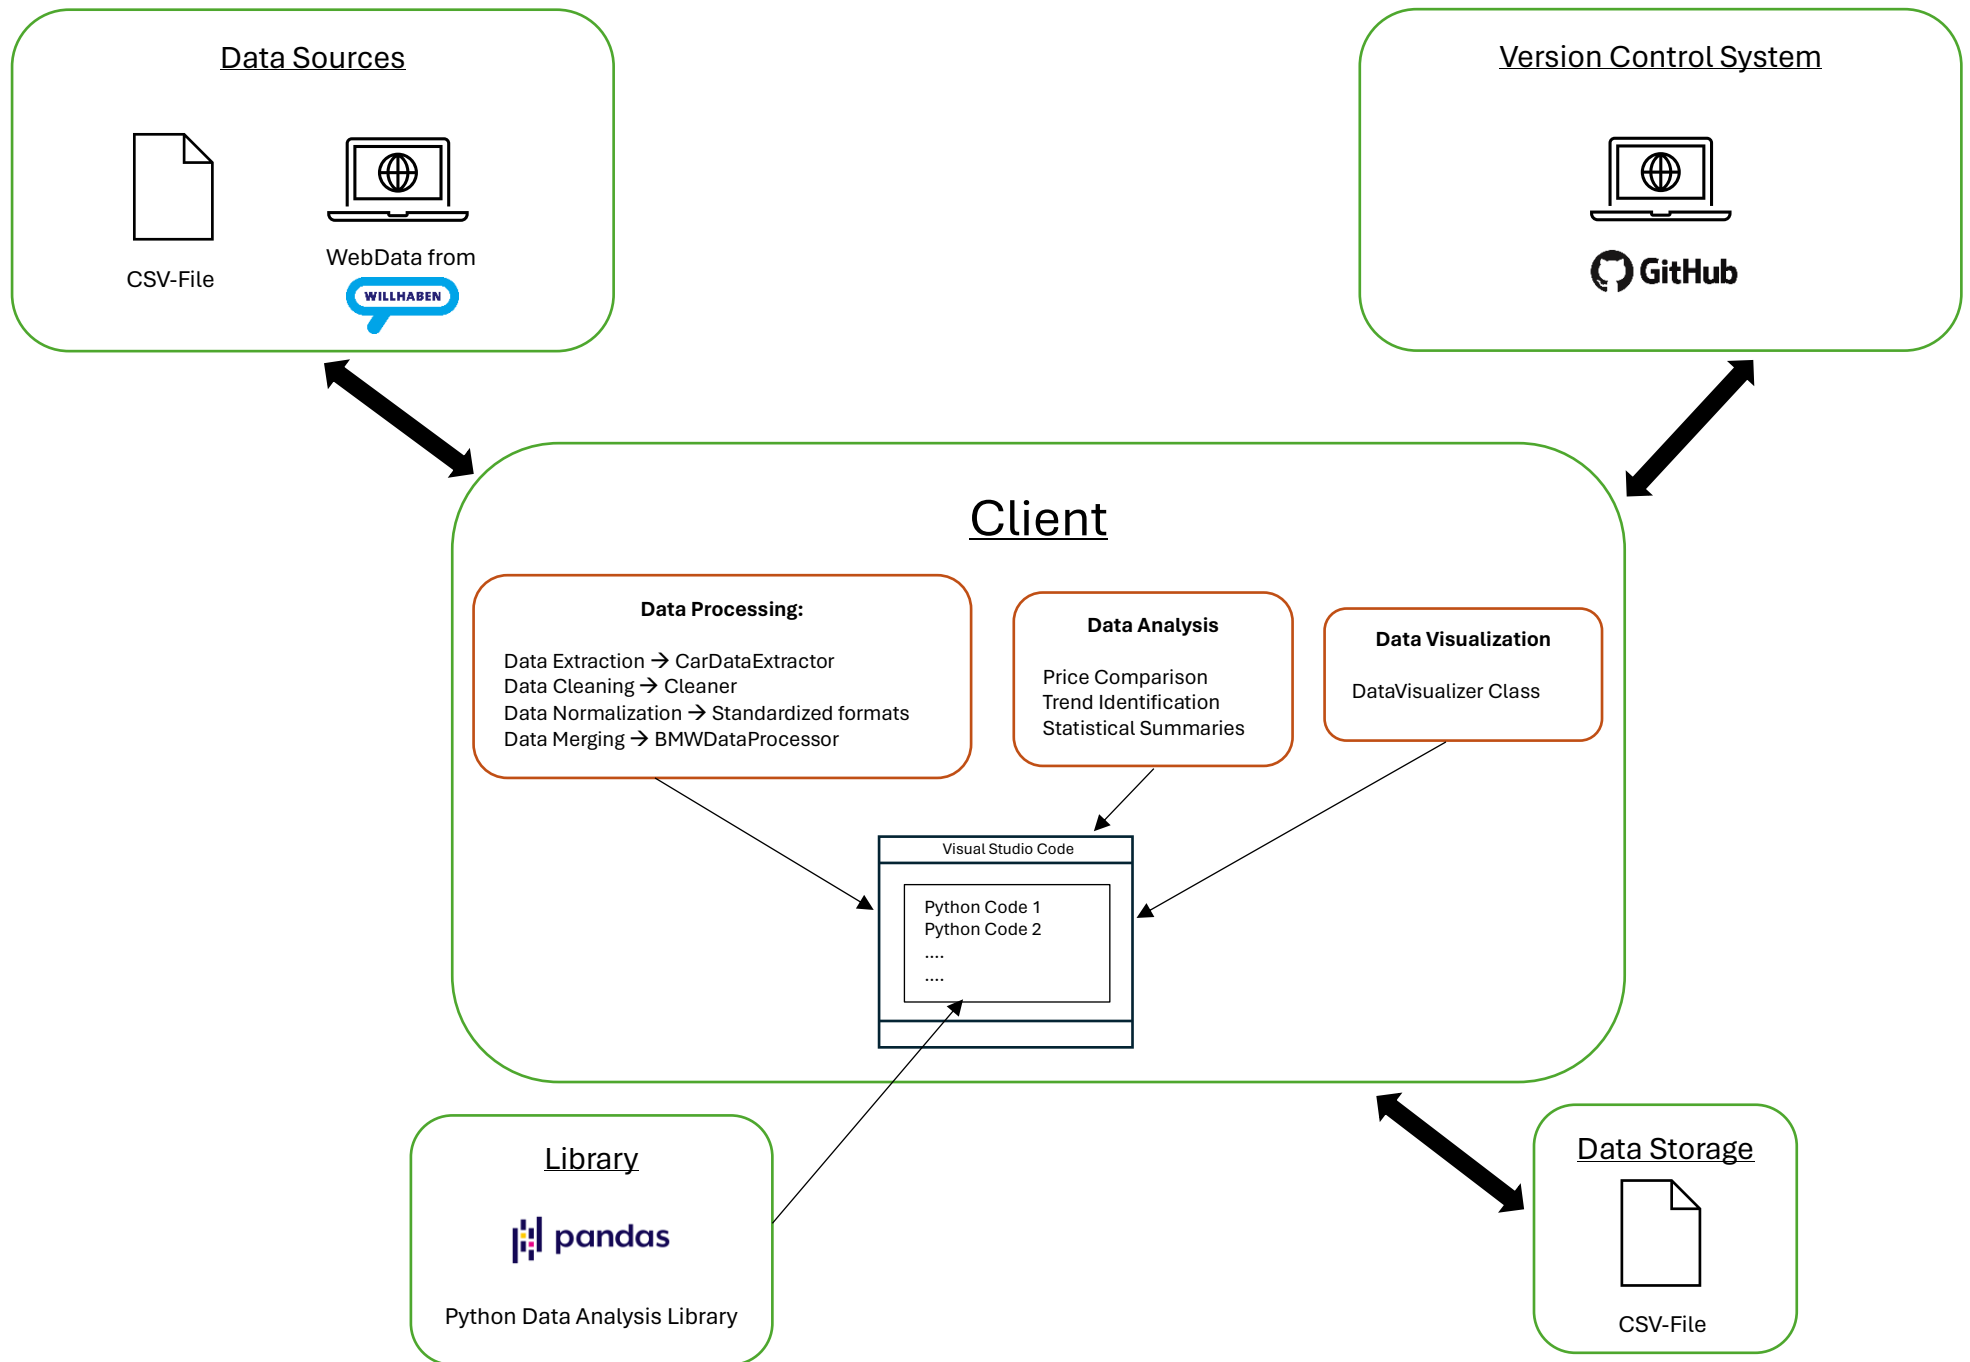 Data Sources
CSV-File
WebData from
WILLHABEN
Version Control System
GitHub
Client
Data Processing:
Data Extraction → CarDataExtractor
Data Cleaning → Cleaner
Data Normalization → Standardized formats
Data Merging → BMWDataProcessor
Data Analysis
Price Comparison
Trend Identification
Statistical Summaries
Data Visualization
DataVisualizer Class
Visual Studio Code
Python Code 1
Python Code 2
....
....
Library
pandas
Python Data Analysis Library
Data Storage
CSV-File